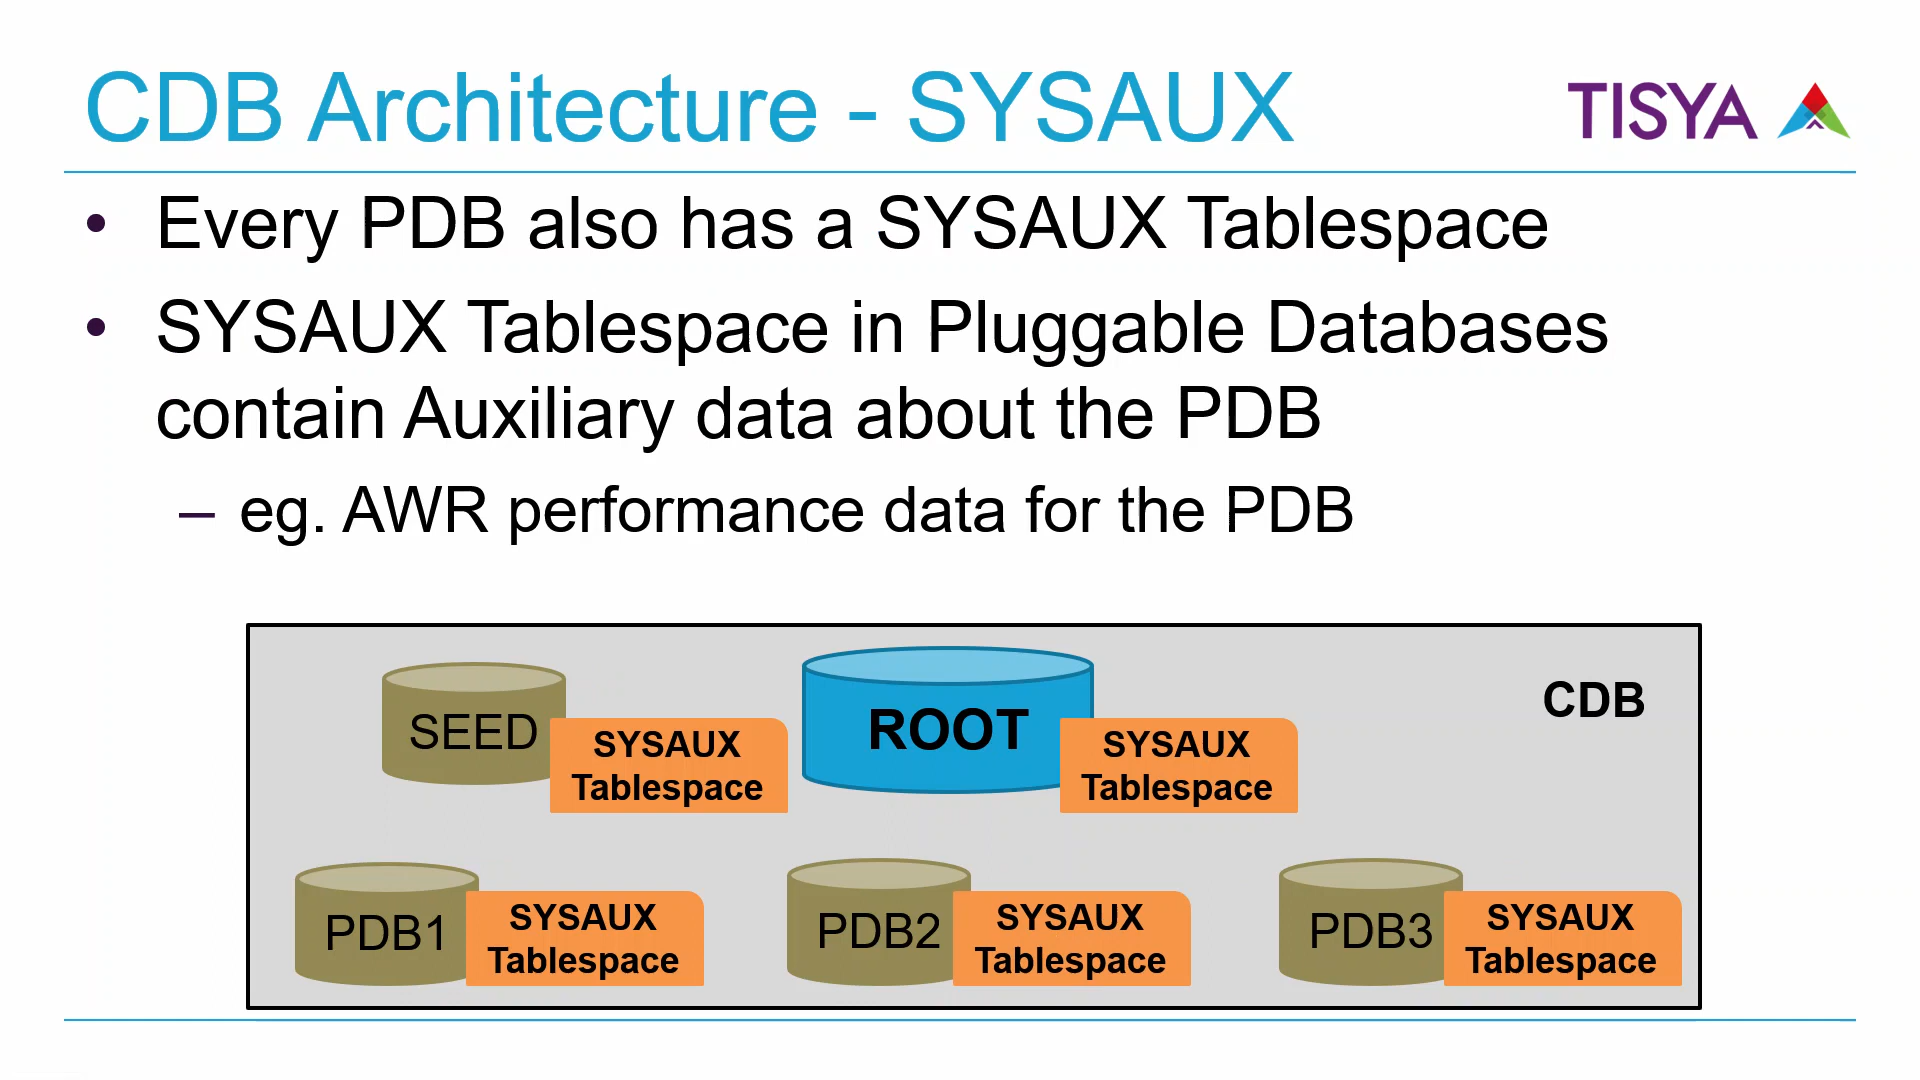 CDB Architecture - SYSAUX
TISYA
• Every PDB also has a SYSAUX Tablespace
• SYSAUX Tablespace in Pluggable Databases
contain Auxiliary data about the PDB
– eg. AWR performance data for the PDB
SEED
SYSAUX
Tablespace
ROOT
SYSAUX
Tablespace
CDB
PDB1
SYSAUX
Tablespace
PDB2
SYSAUX
Tablespace
PDB3
SYSAUX
Tablespace